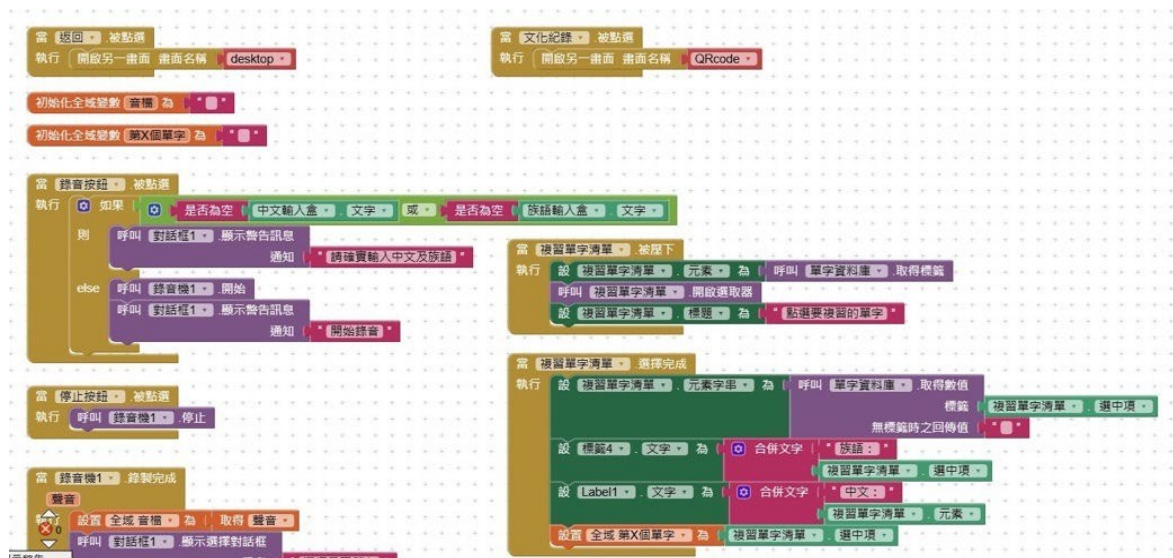 當 返回 .被點選
執行 開啟另一畫面 畫面名稱 desktop
當 文化紀錄 .被點選
執行 開啟另一畫面 畫面名稱 QRcode
初始化全域變數 音檔 為 " "
初始化全域變數 第X個單字 為 " "
當 錄音按鈕 .被點選
執行 如果 是否為空 中文輸入盒 . 文字 或 是否為空 族語輸入盒 . 文字
則 呼叫 對話框1 .顯示警告訊息
通知 " 請確實輸入中文及族語 "
else 呼叫 錄音機1 .開始
呼叫 對話框1 .顯示警告訊息
通知 " 開始錄音 "
當 停止按鈕 .被點選
執行 呼叫 錄音機1 .停止
當 錄音機1 .錄製完成
聲音
設置 全域 音檔 為 取得 聲音
呼叫 對話框1 .顯示選擇對話框
0
當 複習單字清單 .被壓下
執行 設 複習單字清單 . 元素 為 呼叫 單字資料庫 .取得標籤
呼叫 複習單字清單 .開啟選取器
設 複習單字清單 . 標題 為 " 點選要複習的單字 "
當 複習單字清單 .選擇完成
執行 設 複習單字清單 . 元素字串 為 呼叫 單字資料庫 .取得數值
標籤 複習單字清單 . 選中項
無標籤時之回傳值 " "
設 標籤4 . 文字 為 合併文字 " 族語： "
複習單字清單 . 選中項
設 Label1 . 文字 為 合併文字 " 中文： "
複習單字清單 . 元素
設置 全域 第X個單字 為 複習單字清單 . 選中項